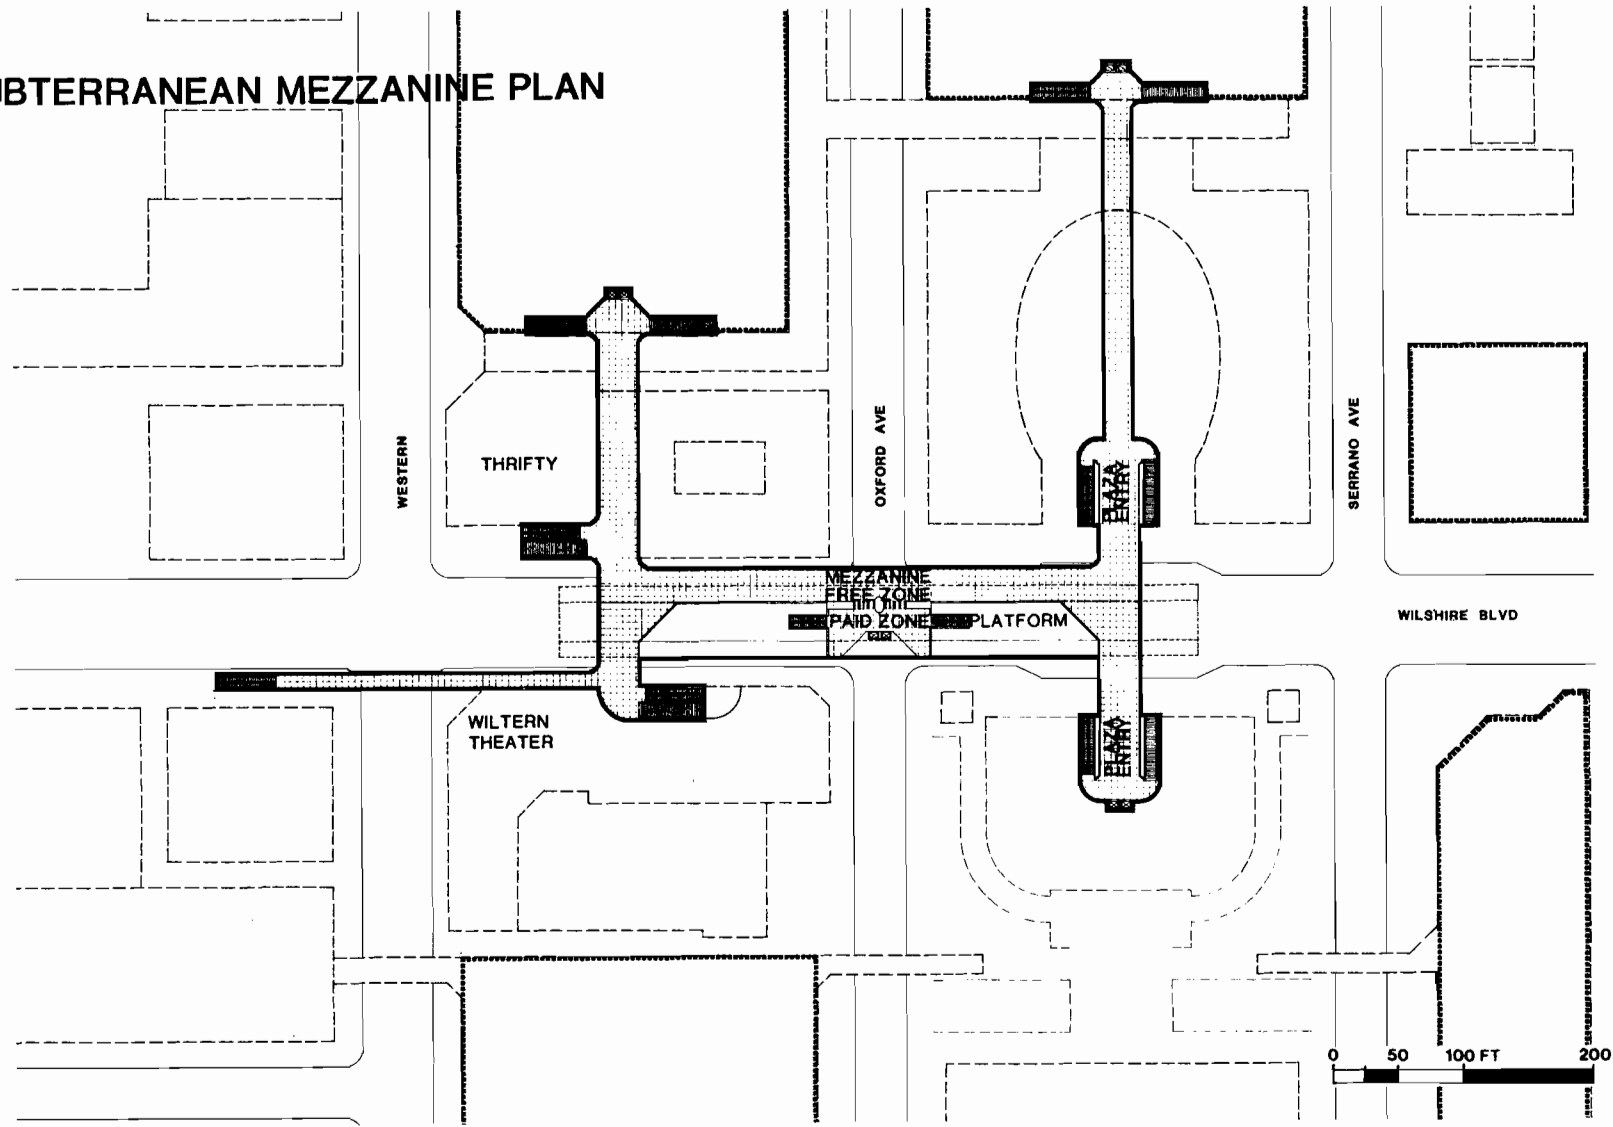 UBTERRANEAN MEZZANINE PLAN
WESTERN
THRIFTY
OXFORD AVE
PLAZA
ENTRY
SERRANO AVE
MEZZANINE
FREE ZONE
PAID ZONE
PLATFORM
WILSHIRE BLVD
WILTERN
THEATER
PLAZA
ENTRY
0 50 100 FT 200